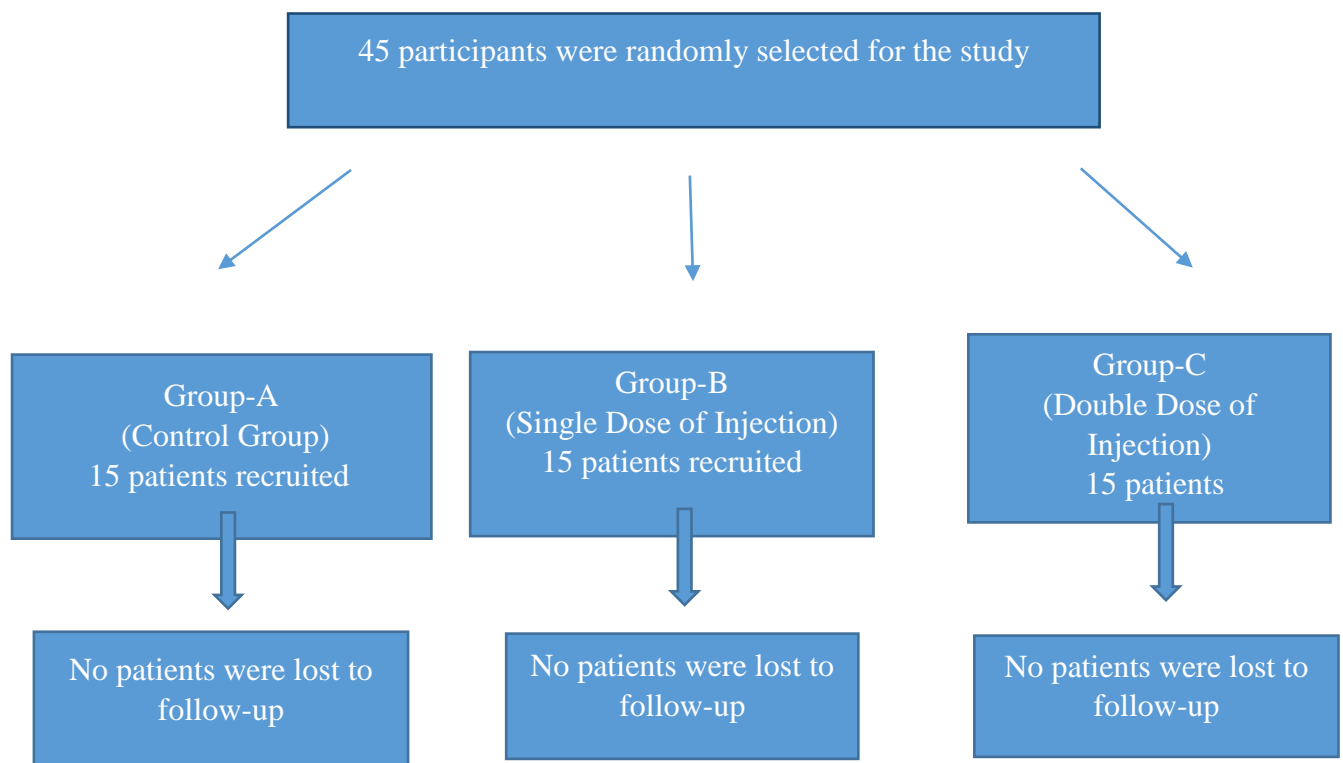 45 participants were randomly selected for the study
Group-A
(Control Group)
15 patients recruited
Group-B
(Single Dose of Injection)
15 patients recruited
Group-C
(Double Dose of
Injection)
15 patients
No patients were lost to
follow-up
No patients were lost to
follow-up
No patients were lost to
follow-up